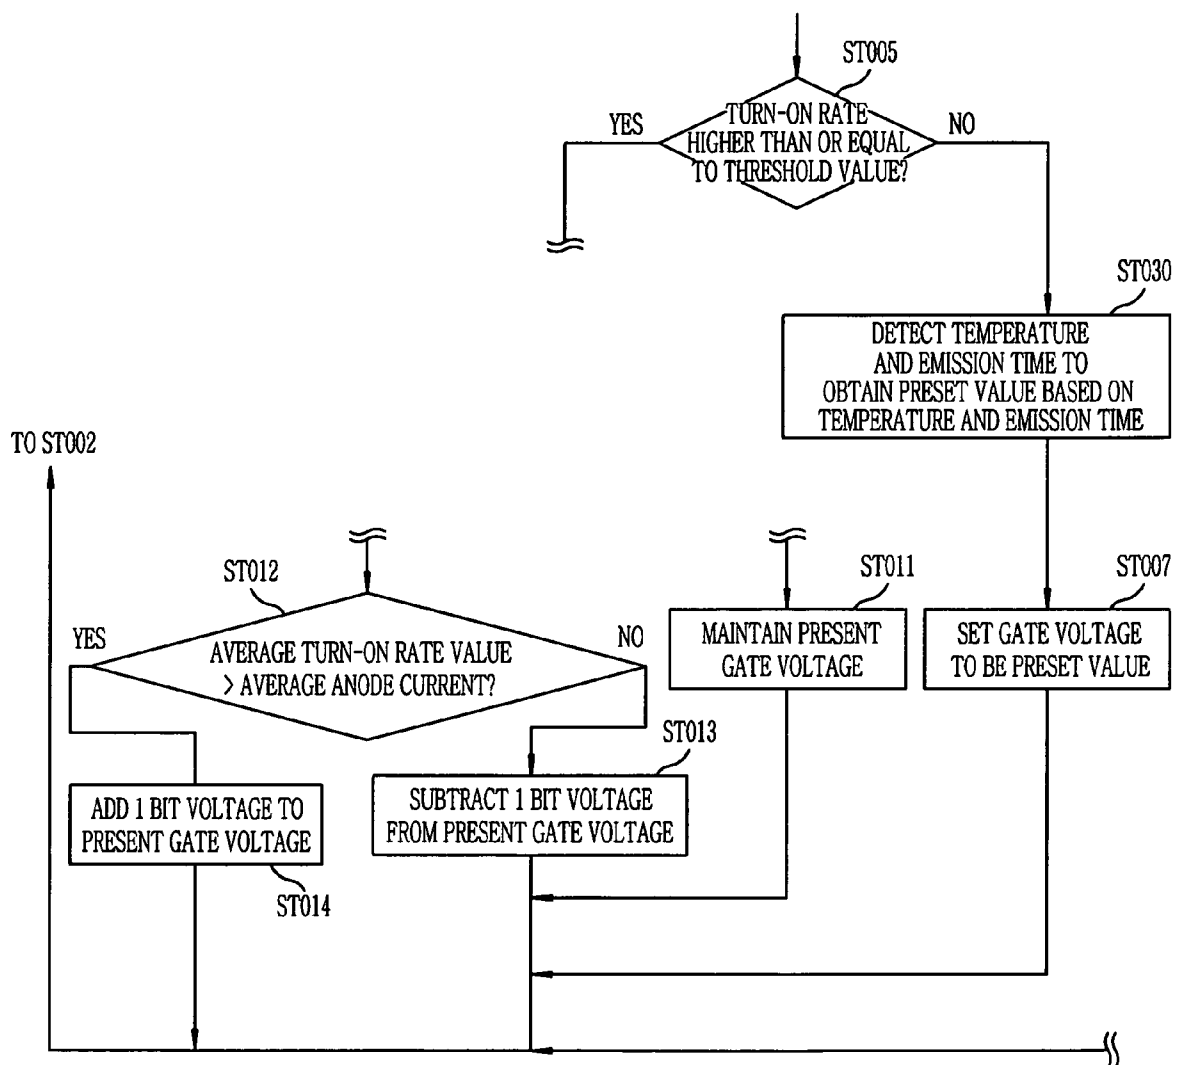 ST005
TURN-ON RATE
HIGHER THAN OR EQUAL
TO THRESHOLD VALUE?
YES
NO
ST030
DETECT TEMPERATURE
AND EMISSION TIME TO
OBTAIN PRESET VALUE BASED ON
TEMPERATURE AND EMISSION TIME
TO ST002
ST012
YES
NO
AVERAGE TURN-ON RATE VALUE
> AVERAGE ANODE CURRENT?
ST011
MAINTAIN PRESENT
GATE VOLTAGE
ST007
SET GATE VOLTAGE
TO BE PRESET VALUE
ST013
SUBTRACT 1 BIT VOLTAGE
FROM PRESENT GATE VOLTAGE
ADD 1 BIT VOLTAGE TO
PRESENT GATE VOLTAGE
ST014